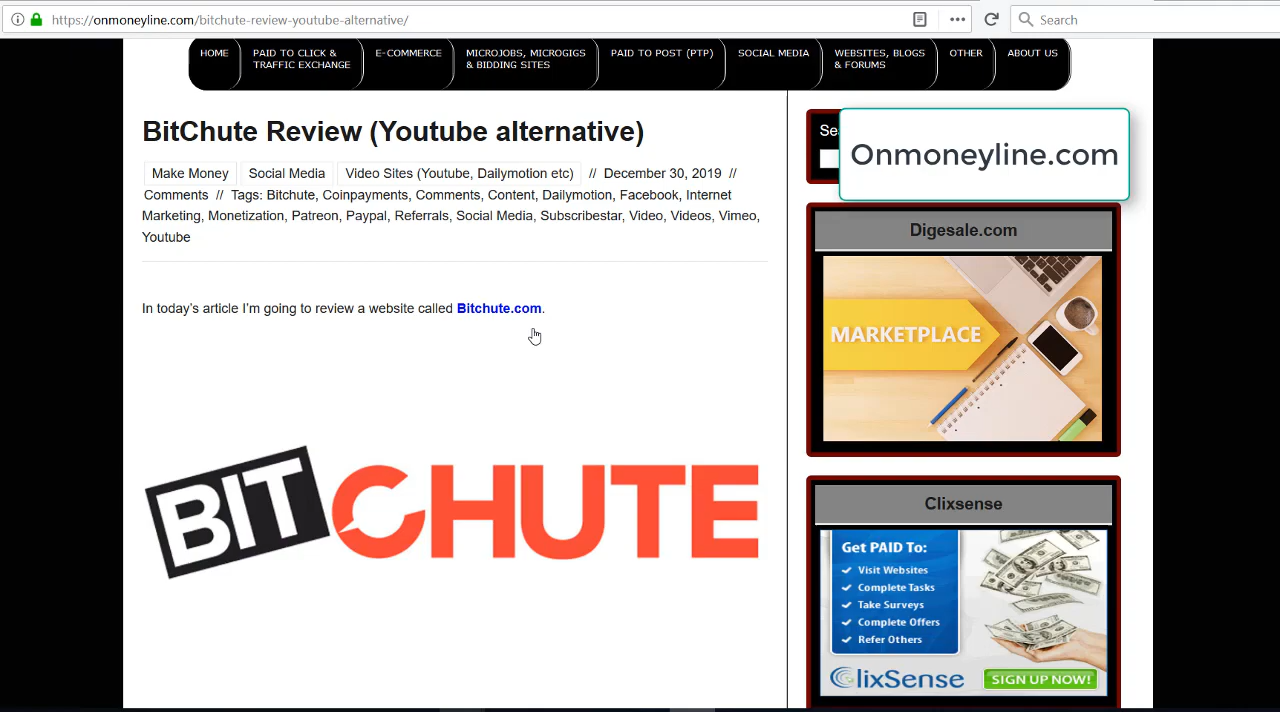 https://onmoneyline.com/bitchute-review-youtube-alternative/
Search
HOME
PAID TO CLICK &
TRAFFIC EXCHANGE
E-COMMERCE
MICROJOBS, MICROGIGS
& BIDDING SITES
PAID TO POST (PTP)
SOCIAL MEDIA
WEBSITES, BLOGS
& FORUMS
OTHER
ABOUT US
BitChute Review (Youtube alternative)
Make Money Social Media Video Sites (Youtube, Dailymotion etc) // December 30, 2019 //
Comments // Tags: Bitchute, Coinpayments, Comments, Content, Dailymotion, Facebook, Internet
Marketing, Monetization, Patreon, Paypal, Referrals, Social Media, Subscribestar, Video, Videos, Vimeo,
Youtube
In today's article I'm going to review a website called Bitchute.com.
BITCHUTE
Onmoneyline.com
Digesale.com
MARKETPLACE
Clixsense
Get PAID To:
Visit Websites
Complete Tasks
Take Surveys
Complete Offers
Refer Others
ClixSense
SIGN UP NOW!